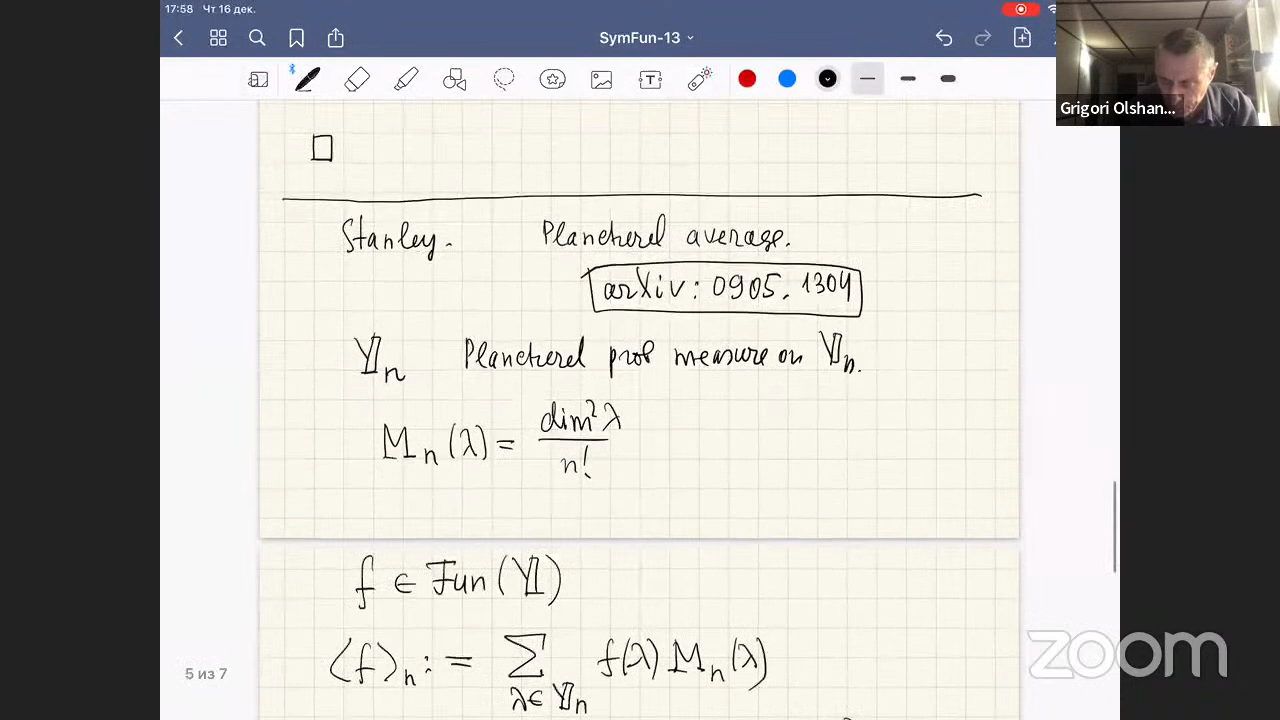 17:58 Чт 16 дек.
SymFun-13
Grigori Olshan...
□
Stanley. Plancherel average.
arXiv: 0905.1304
𝕐n Plancherel prob measure on 𝕐n.
Mn(λ) = dim²λ / n!
f ∈ Fun(𝕐)
⟨f⟩n := ∑ f(λ) Mn(λ)
λ∈𝕐n
5 из 7
zoom